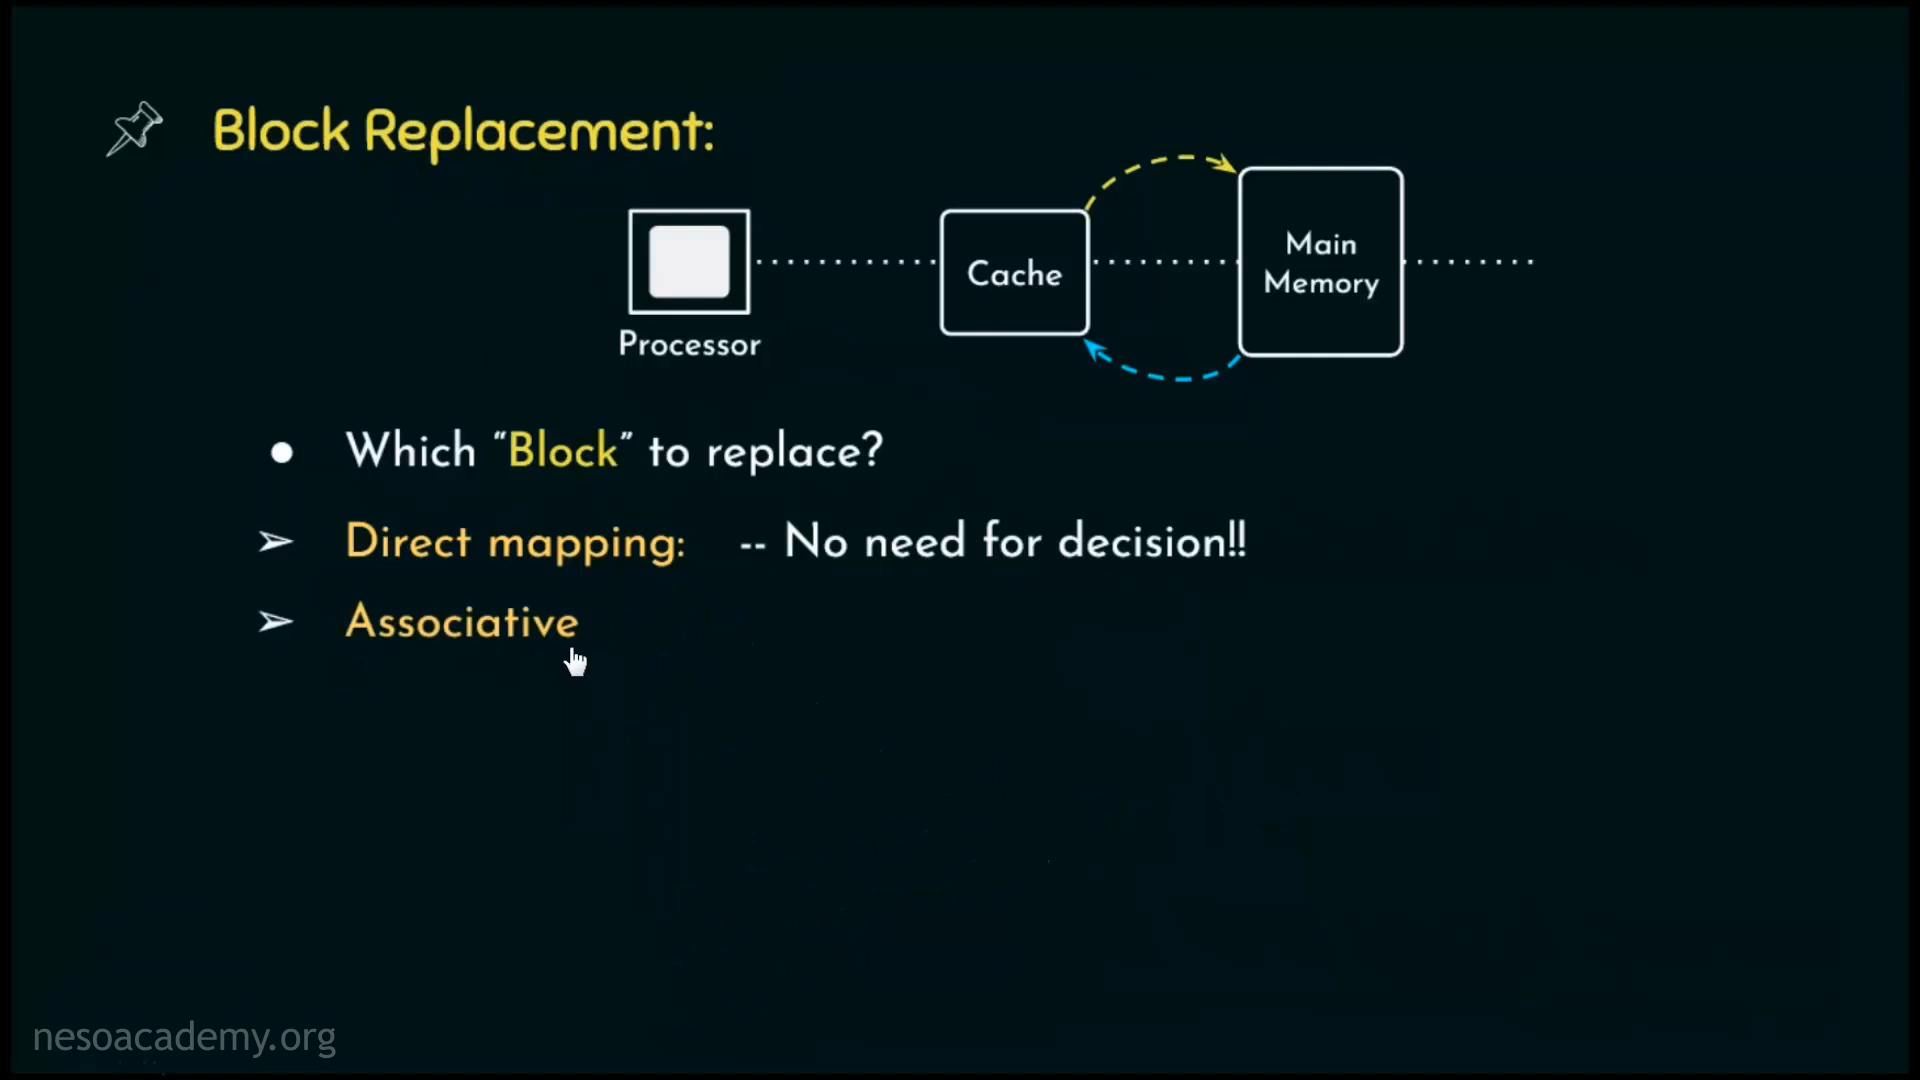 Block Replacement:
Processor
Cache
Main
Memory
● Which “Block” to replace?
➢ Direct mapping: -- No need for decision!!
➢ Associative
nesoacademy.org